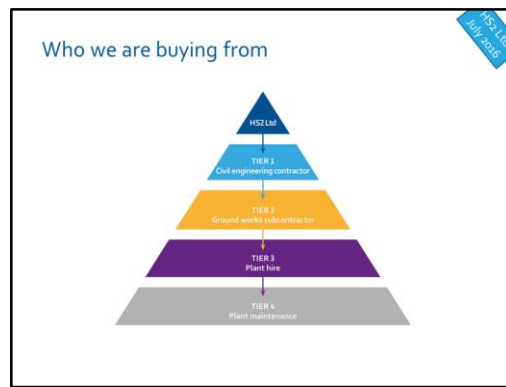 Who we are buying from
HS2 Ltd
July 2016
HS2 Ltd
TIER 1
Civil engineering contractor
TIER 2
Ground works subcontractor
TIER 3
Plant hire
TIER 4
Plant maintenance